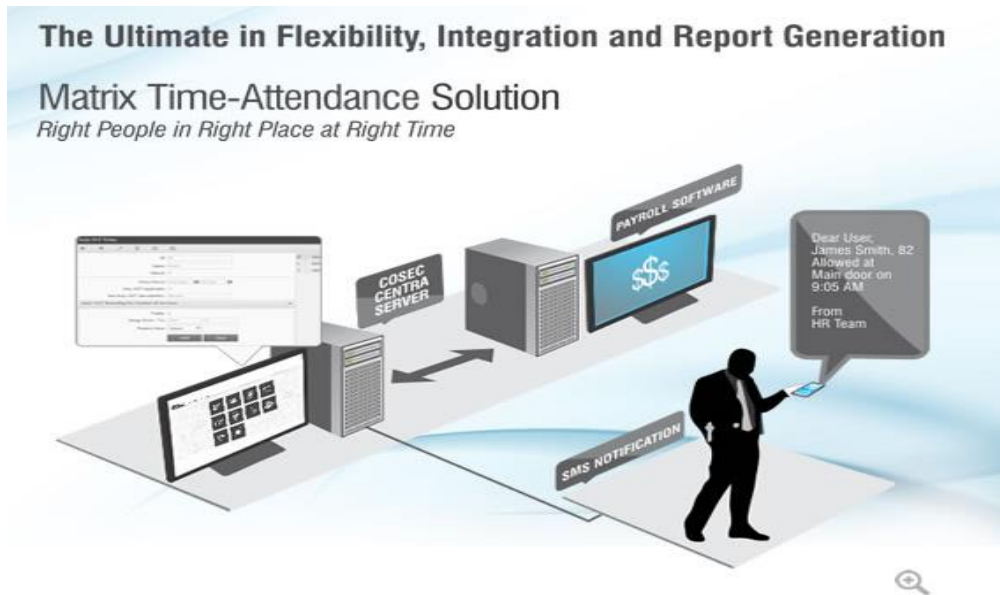 The Ultimate in Flexibility, Integration and Report Generation
Matrix Time-Attendance Solution
Right People in Right Place at Right Time
PAYROLL SOFTWARE
$$$
COSEC
CENTRA
SERVER
Dear User,
James Smith, 82
Allowed at
Main door on
9:05 AM
From
HR Team
SMS NOTIFICATION